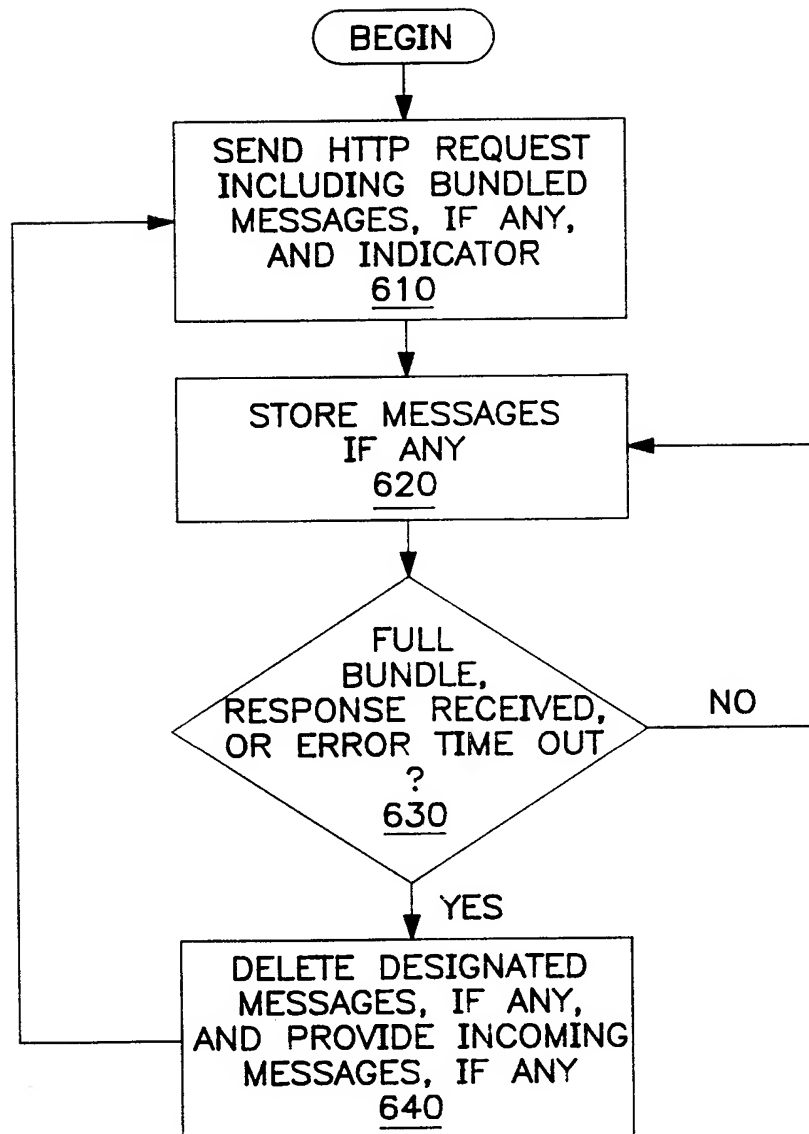 BEGIN
SEND HTTP REQUEST
INCLUDING BUNDLED
MESSAGES, IF ANY,
AND INDICATOR
610
STORE MESSAGES
IF ANY
620
FULL
BUNDLE,
RESPONSE RECEIVED,
OR ERROR TIME OUT
?
630
NO
YES
DELETE DESIGNATED
MESSAGES, IF ANY,
AND PROVIDE INCOMING
MESSAGES, IF ANY
640